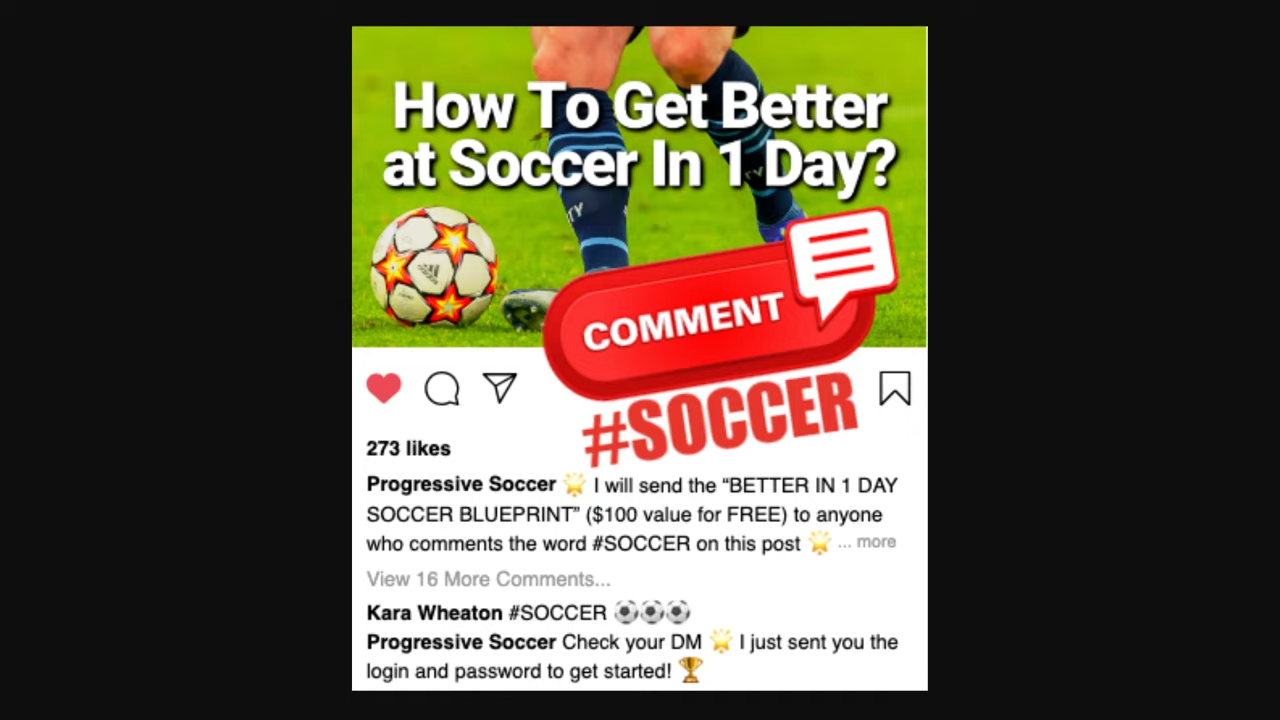 How To Get Better
at Soccer In 1 Day?
TY
TY
adidas
COMMENT
#SOCCER
273 likes
Progressive Soccer 🌟 I will send the “BETTER IN 1 DAY
SOCCER BLUEPRINT” ($100 value for FREE) to anyone
who comments the word #SOCCER on this post 🌟 ... more
View 16 More Comments...
Kara Wheaton #SOCCER ⚽⚽⚽
Progressive Soccer Check your DM 🌟 I just sent you the
login and password to get started! 🏆